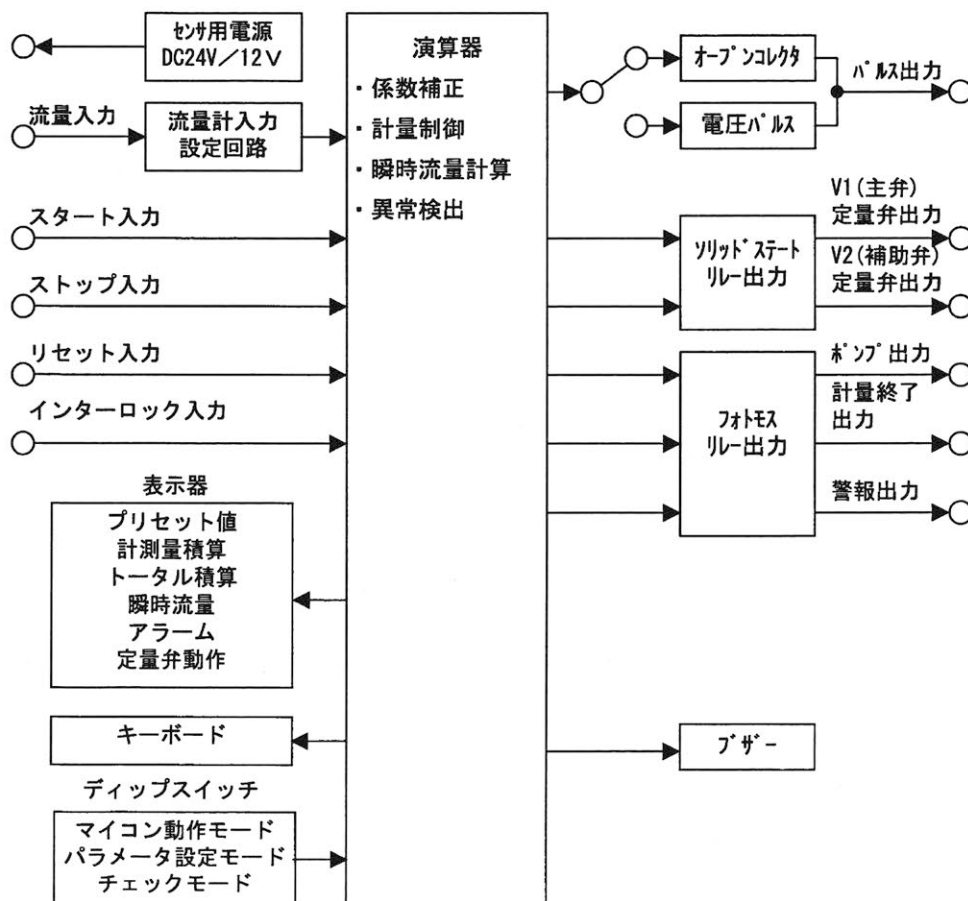 センサ用電源
DC24V/12V
流量入力
流量計入力
設定回路
スタート入力
ストップ入力
リセット入力
インターロック入力
表示器
プリセット値
計測量積算
トータル積算
瞬時流量
アラーム
定量弁動作
キーボード
ディップスイッチ
マイコン動作モード
パラメータ設定モード
チェックモード
演算器
・係数補正
・計量制御
・瞬時流量計算
・異常検出
オープンコレクタ
電圧パルス
パルス出力
ソリッドステート
リレー出力
V1(主弁)
定量弁出力
V2(補助弁)
定量弁出力
フォトモス
リレー出力
ポンプ出力
計量終了
出力
警報出力
ブザー